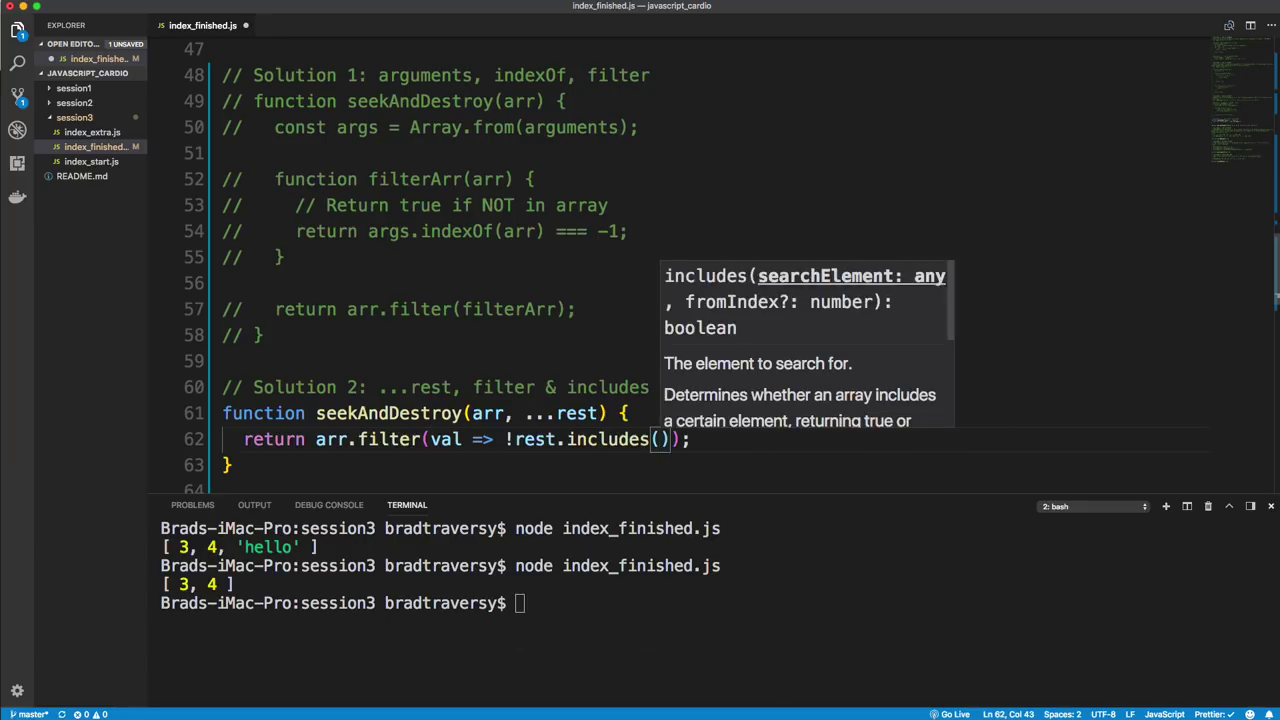 index_finished.js — javascript_cardio
EXPLORER
index_finished.js
OPEN EDITO... 1 UNSAVED
index_finishe... M
JAVASCRIPT_CARDIO
session1
session2
session3
index_extra.js
index_finished... M
index_start.js
README.md
1
1
47
48 // Solution 1: arguments, indexOf, filter
49 // function seekAndDestroy(arr) {
50 //   const args = Array.from(arguments);
51
52 //   function filterArr(arr) {
53 //     // Return true if NOT in array
54 //     return args.indexOf(arr) === -1;
55 //   }
56
57 //   return arr.filter(filterArr);
58 // }
59
60 // Solution 2: ...rest, filter & includes
61 function seekAndDestroy(arr, ...rest) {
62   return arr.filter(val => !rest.includes());
63 }
64
includes(searchElement: any
, fromIndex?: number):
boolean
The element to search for.
Determines whether an array includes
a certain element, returning true or
PROBLEMS OUTPUT DEBUG CONSOLE TERMINAL 2: bash
Brads-iMac-Pro:session3 bradtraversy$ node index_finished.js
[ 3, 4, 'hello' ]
Brads-iMac-Pro:session3 bradtraversy$ node index_finished.js
[ 3, 4 ]
Brads-iMac-Pro:session3 bradtraversy$
master* 0 0 Go Live Ln 62, Col 43 Spaces: 2 UTF-8 LF JavaScript Prettier: ✓